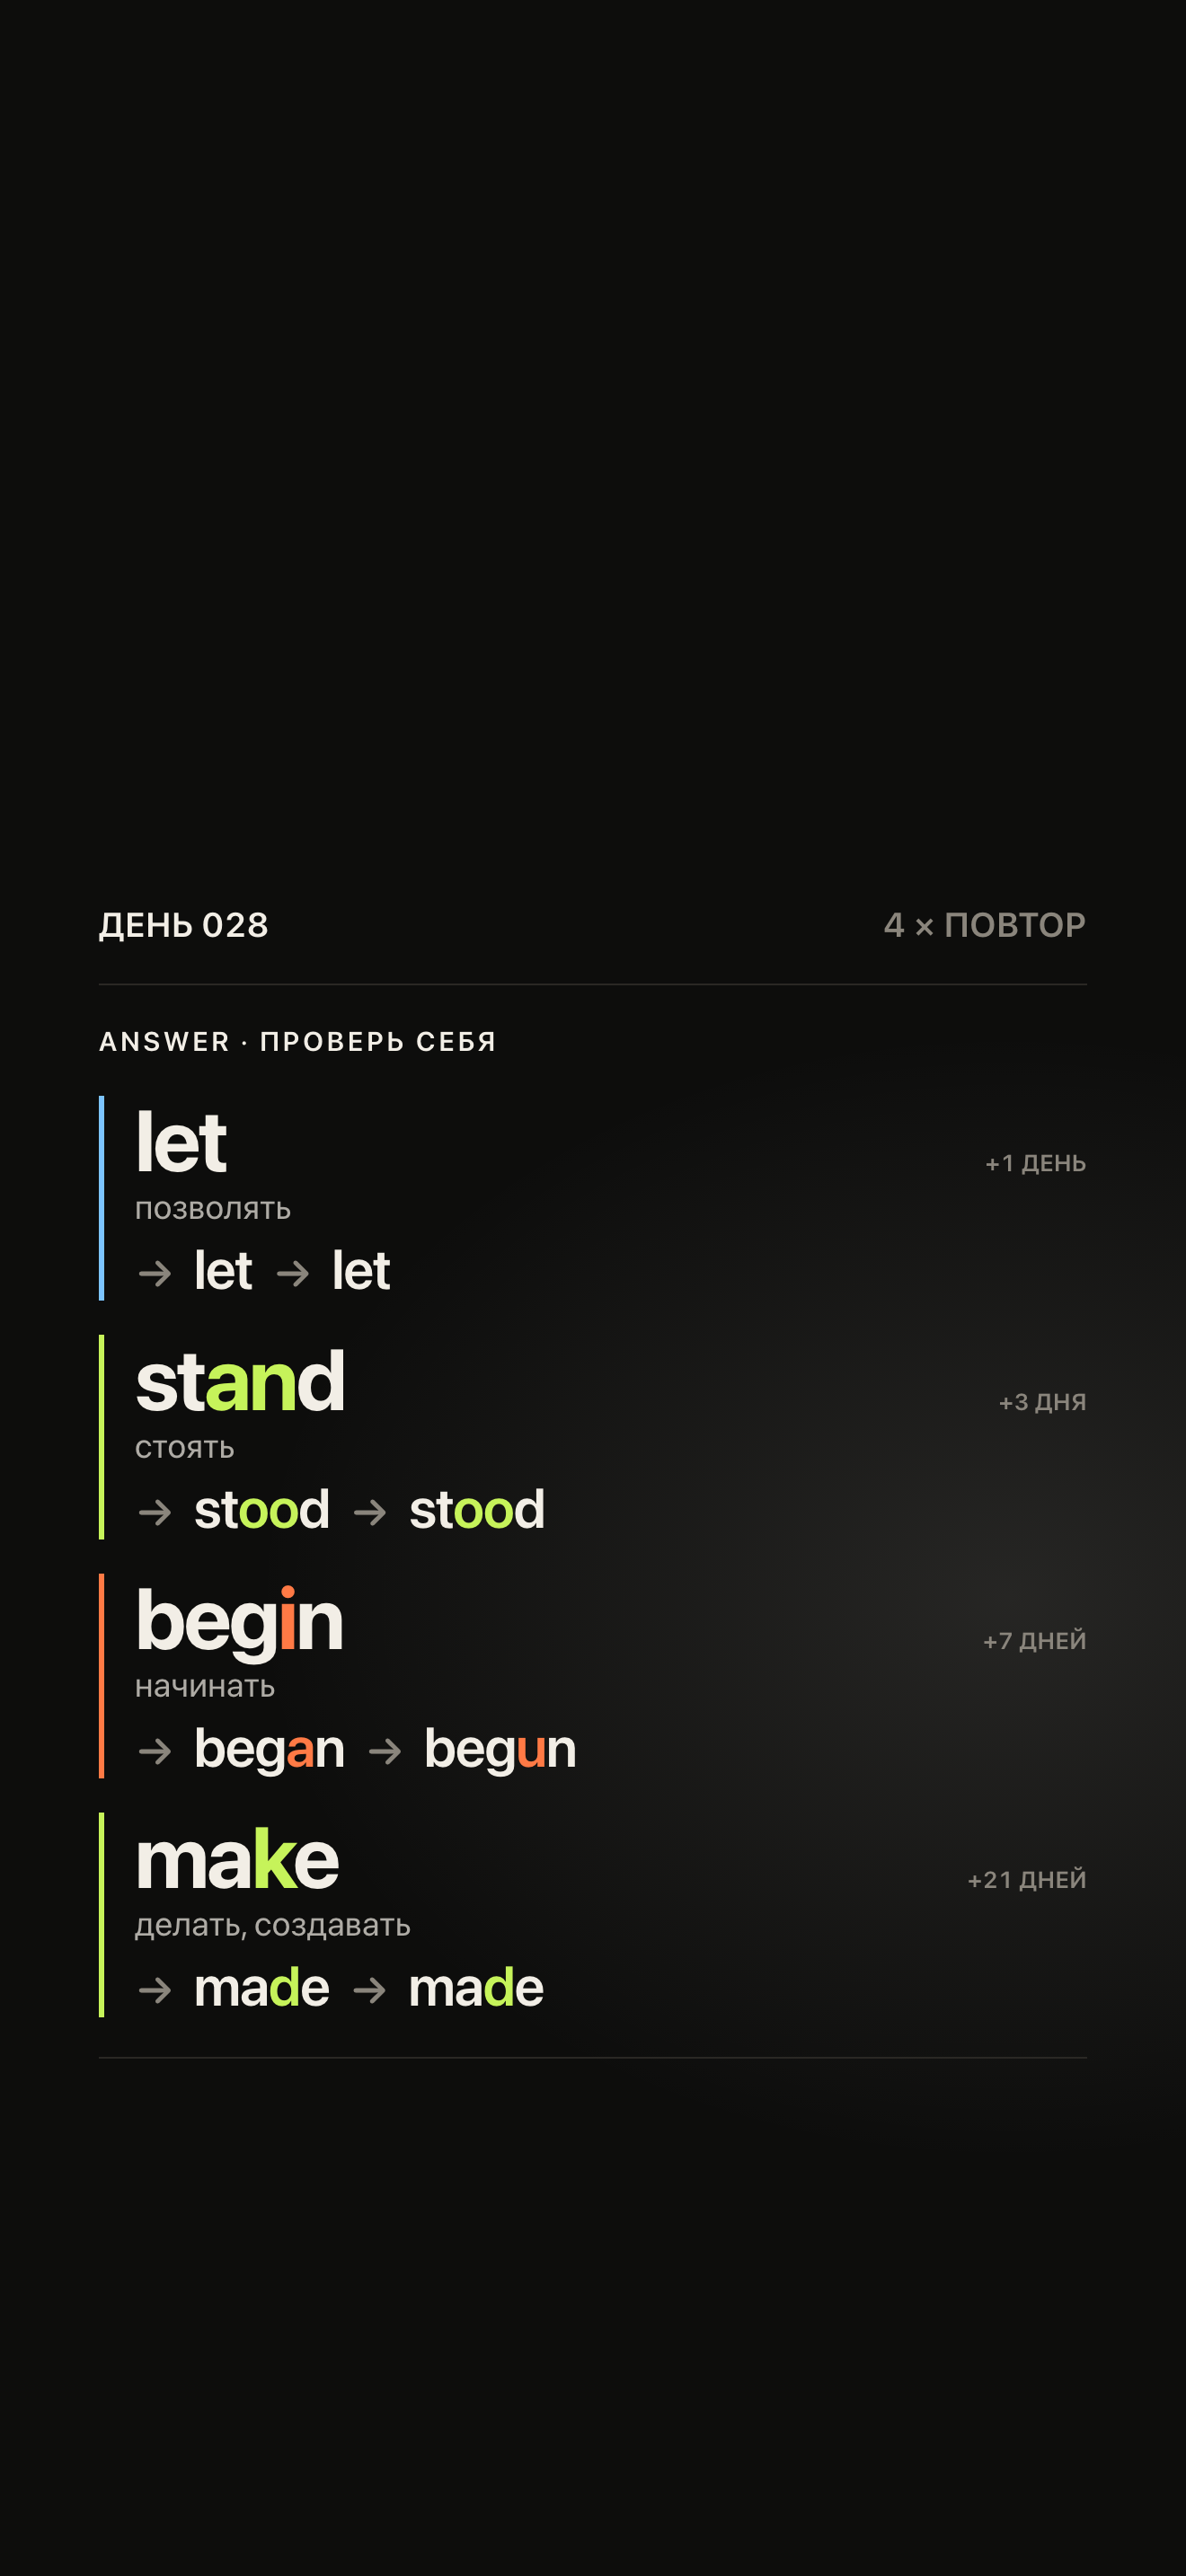 ДЕНЬ 028
4 × ПОВТОР
ANSWER · ПРОВЕРЬ СЕБЯ
let
+1 ДЕНЬ
позволять
→ let → let
stand
+3 ДНЯ
стоять
→ stood → stood
begin
+7 ДНЕЙ
начинать
→ began → begun
make
+21 ДНЕЙ
делать, создавать
→ made → made